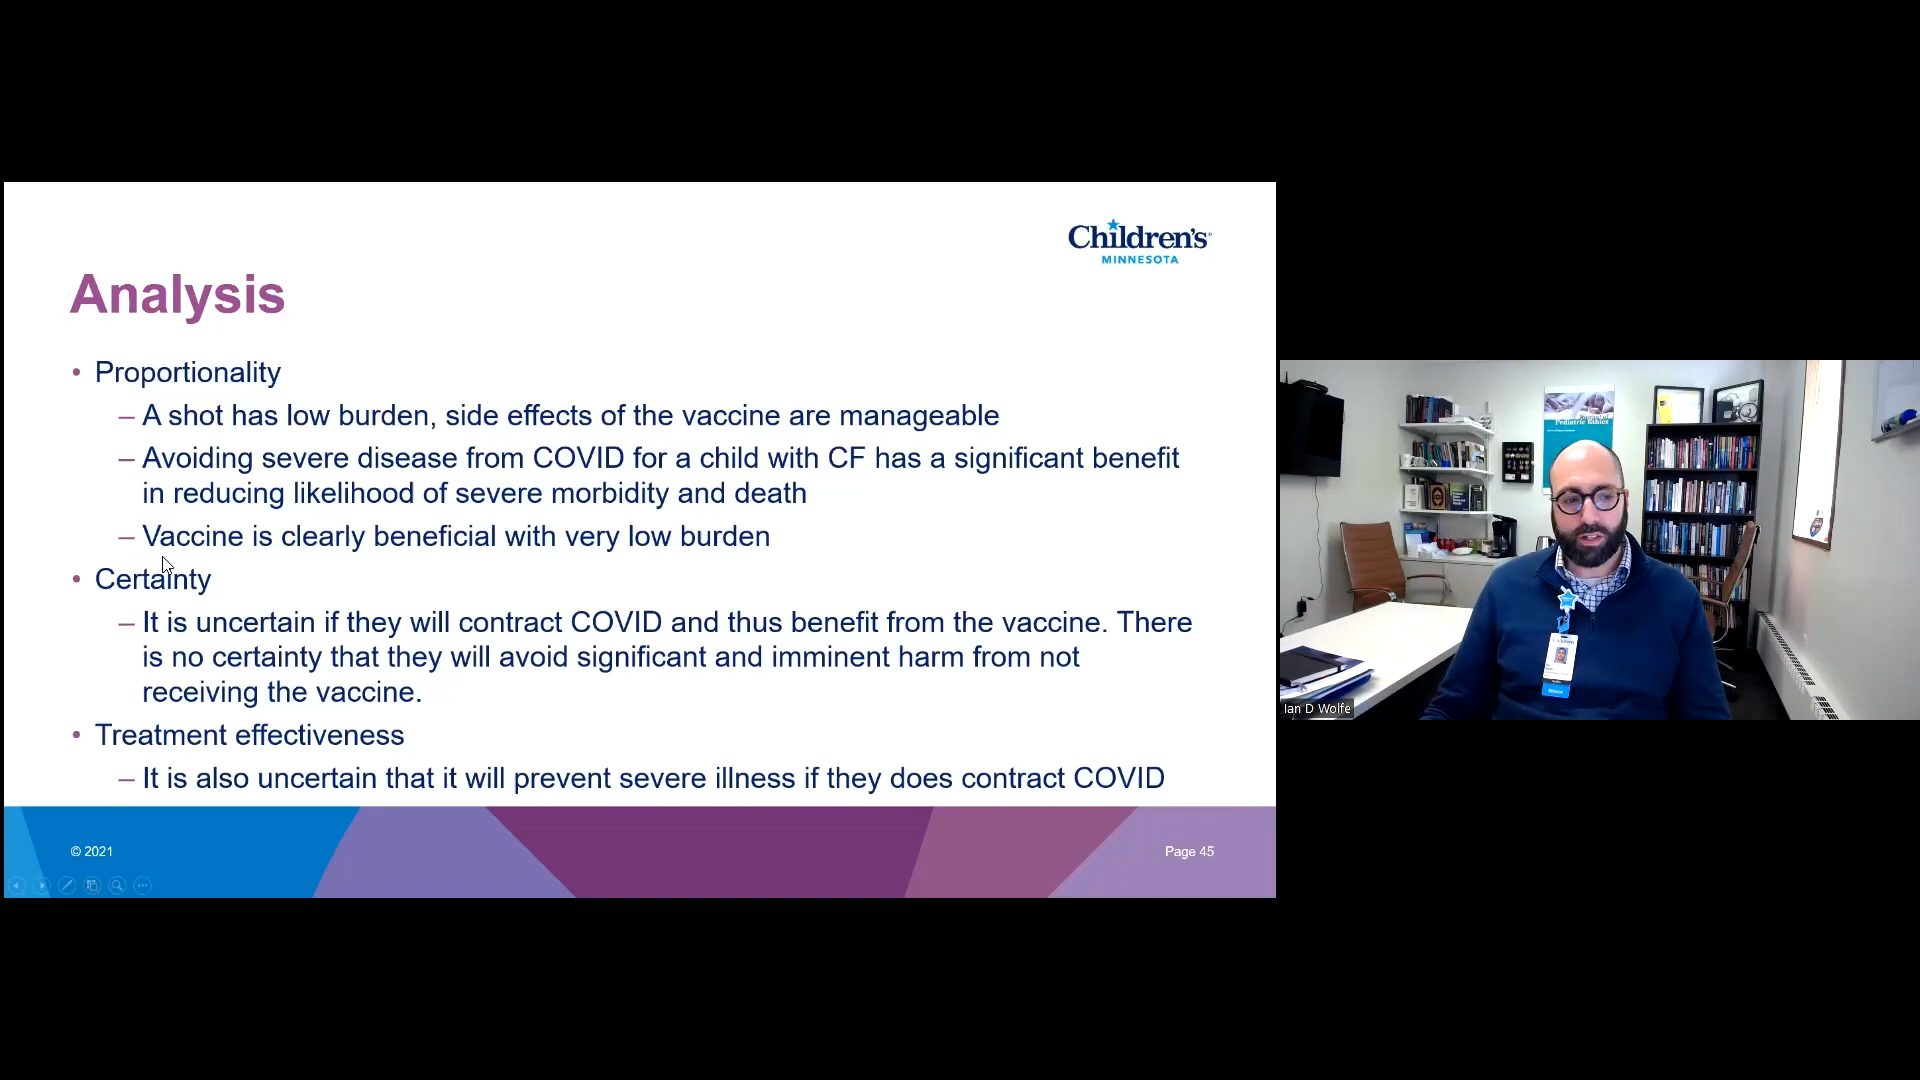 Children's
MINNESOTA
Analysis
• Proportionality
– A shot has low burden, side effects of the vaccine are manageable
– Avoiding severe disease from COVID for a child with CF has a significant benefit
in reducing likelihood of severe morbidity and death
– Vaccine is clearly beneficial with very low burden
• Certainty
– It is uncertain if they will contract COVID and thus benefit from the vaccine. There
is no certainty that they will avoid significant and imminent harm from not
receiving the vaccine.
• Treatment effectiveness
– It is also uncertain that it will prevent severe illness if they does contract COVID
© 2021
Page 45
Pediatric Ethics
Ian D Wolfe